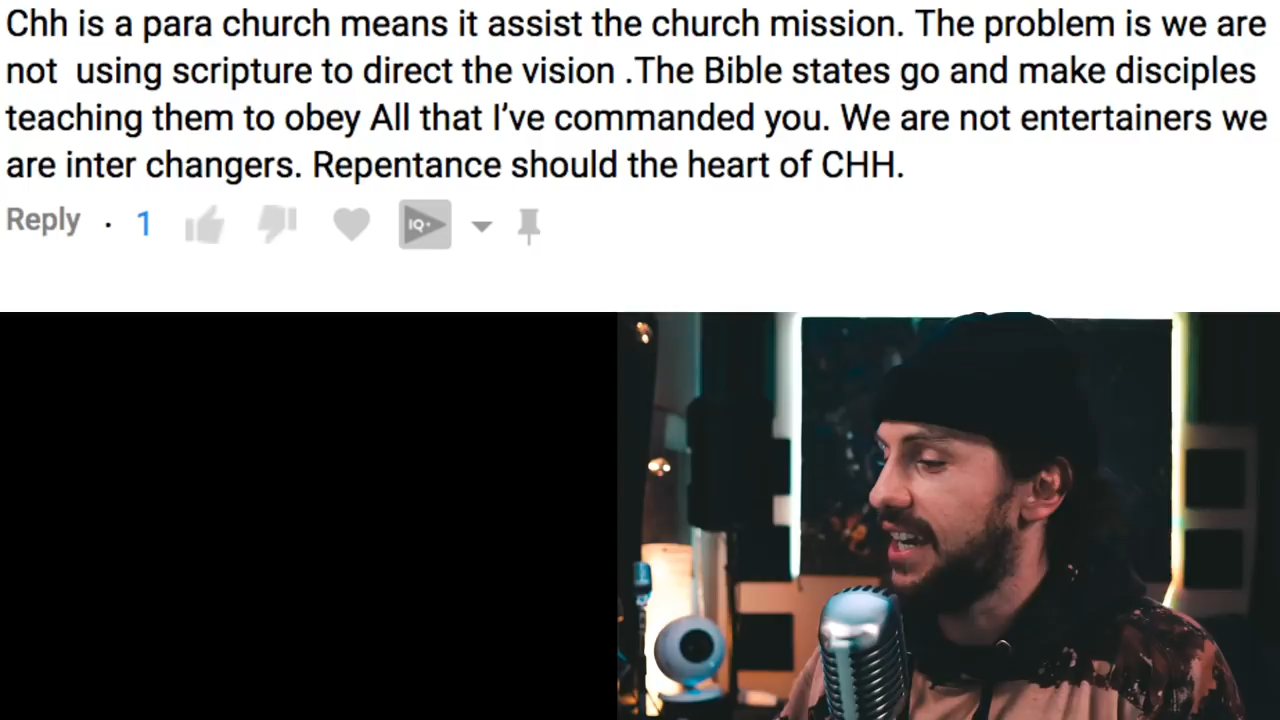 Chh is a para church means it assist the church mission. The problem is we are
not  using scripture to direct the vision .The Bible states go and make disciples
teaching them to obey All that I’ve commanded you. We are not entertainers we
are inter changers. Repentance should the heart of CHH.
Reply · 1 IQ+